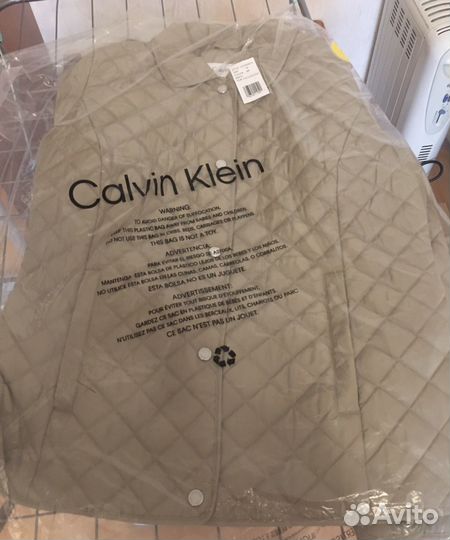 Calvin Klein
WARNING:
TO AVOID DANGER OF SUFFOCATION,
KEEP THIS PLASTIC BAG AWAY FROM BABIES AND CHILDREN.
DO NOT USE THIS BAG IN CRIBS, BEDS, CARRIAGES OR PLAYPENS.
THIS BAG IS NOT A TOY.
ADVERTENCIA:
PARA EVITAR EL RIESGO DE ASFIXIA,
MANTENGA ESTA BOLSA DE PLASTICO LEJOS DE LOS BEBES Y LOS NIÑOS.
NO UTILICE ESTA BOLSA EN LAS CUNAS, CAMAS, CARREOLAS, O CORRALITOS
ESTA BOLSA NO ES UN JUGUETE.
AVERTISSEMENT:
POUR ÉVITER TOUT RISQUE D'ÉTOUFFEMENT,
GARDEZ CE SAC EN PLASTIQUE DE BÉBÉS ET D'ENFANTS
N'UTILISEZ PAS CE SAC DANS LES BERCEAUX, LITS, CHARIOTS OU PARC
CE SAC N'EST PAS UN JOUET.
Avito